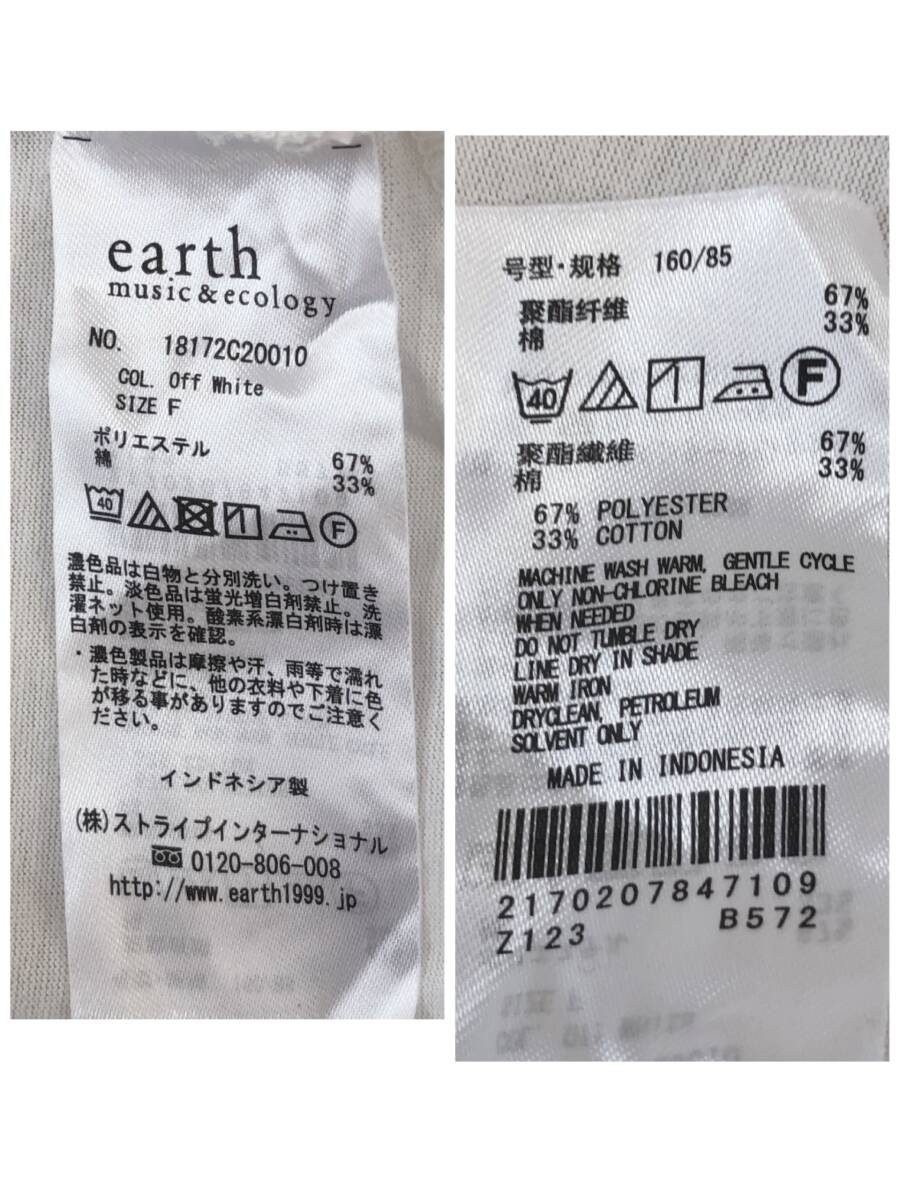 earth
music&ecology
NO. 18172C20010
COL. Off White
SIZE F
ポリエステル 67%
綿 33%
40
F
濃色品は白物と分別洗い。つけ置き
禁止。淡色品は蛍光増白剤禁止。洗
濯ネット使用。酸素系漂白剤時は漂
白剤の表示を確認。
・濃色製品は摩擦や汗、雨等で濡れ
た時などに、他の衣料や下着に色
が移る事がありますのでご注意く
ださい。
インドネシア製
(株)ストライプインターナショナル
0120-806-008
http://www.earth1999.jp
号型·规格 160/85
聚酯纤维 67%
棉 33%
40
F
聚酯纖維 67%
棉 33%
67% POLYESTER
33% COTTON
MACHINE WASH WARM, GENTLE CYCLE
ONLY NON-CHLORINE BLEACH
WHEN NEEDED
DO NOT TUMBLE DRY
LINE DRY IN SHADE
WARM IRON
DRYCLEAN, PETROLEUM
SOLVENT ONLY
MADE IN INDONESIA
2170207847109
Z123 B572